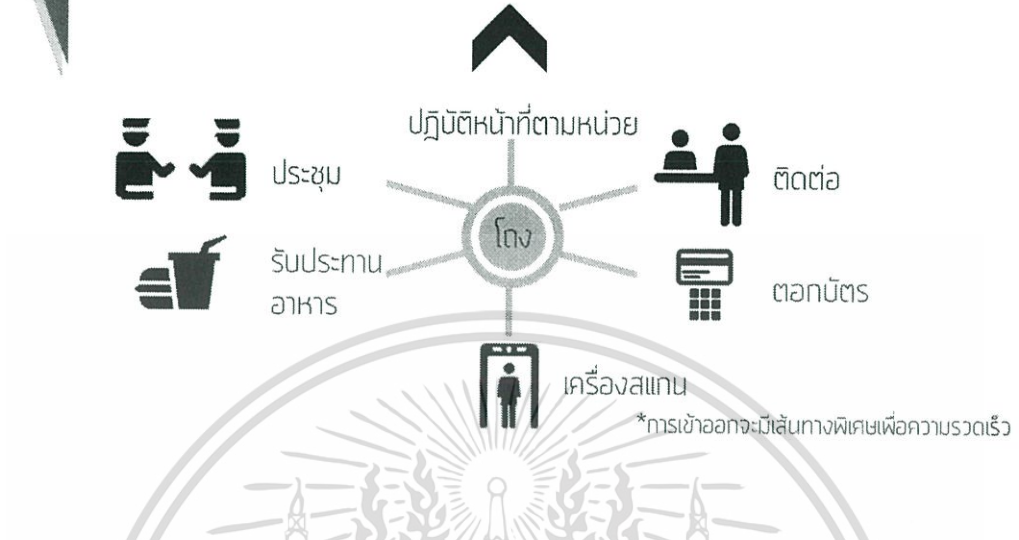 ปฏิบัติหน้าที่ตามหน่วย
ประชุม
ติดต่อ
โถง
รับประทาน
อาหาร
ตอกบัตร
เครื่องสแกน
*การเข้าออกจะมีเส้นทางพิเศษเพื่อความรวดเร็ว